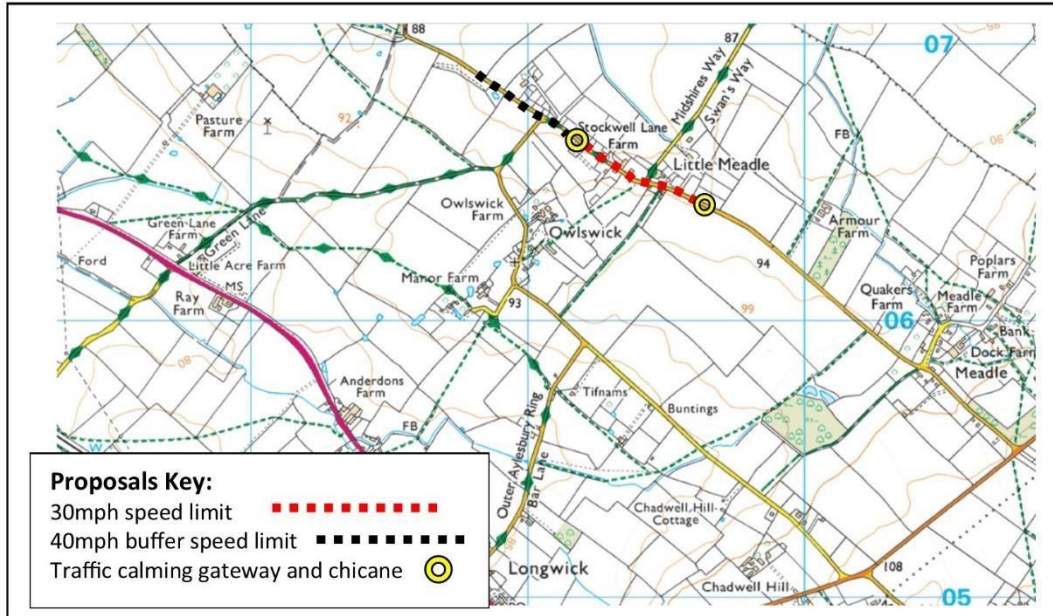 88
87
07
Midshires Way
Swan's Way
Pasture
Farm
92
Stockwell Lane
Farm
FB
90
Little Meadle
Owlswick
Farm
Green Lane
Farm
Green Lane
Owlswick
Armour
Farm
Ford
Little Acre Farm
Manor Farm
94
Poplars
Farm
MS
Ray
Farm
93
99
Quakers
Farm
Meadle
Farm
06
Bank
80
Dock Farm
Meadle
Anderdons
Farm
Tifnams
Buntings
FB
Outer Aylesbury Ring
Bar Lane
W
Proposals Key:
30mph speed limit
40mph buffer speed limit
Traffic calming gateway and chicane
Chadwell Hill
Cottage
Longwick
Chadwell Hill
108
05